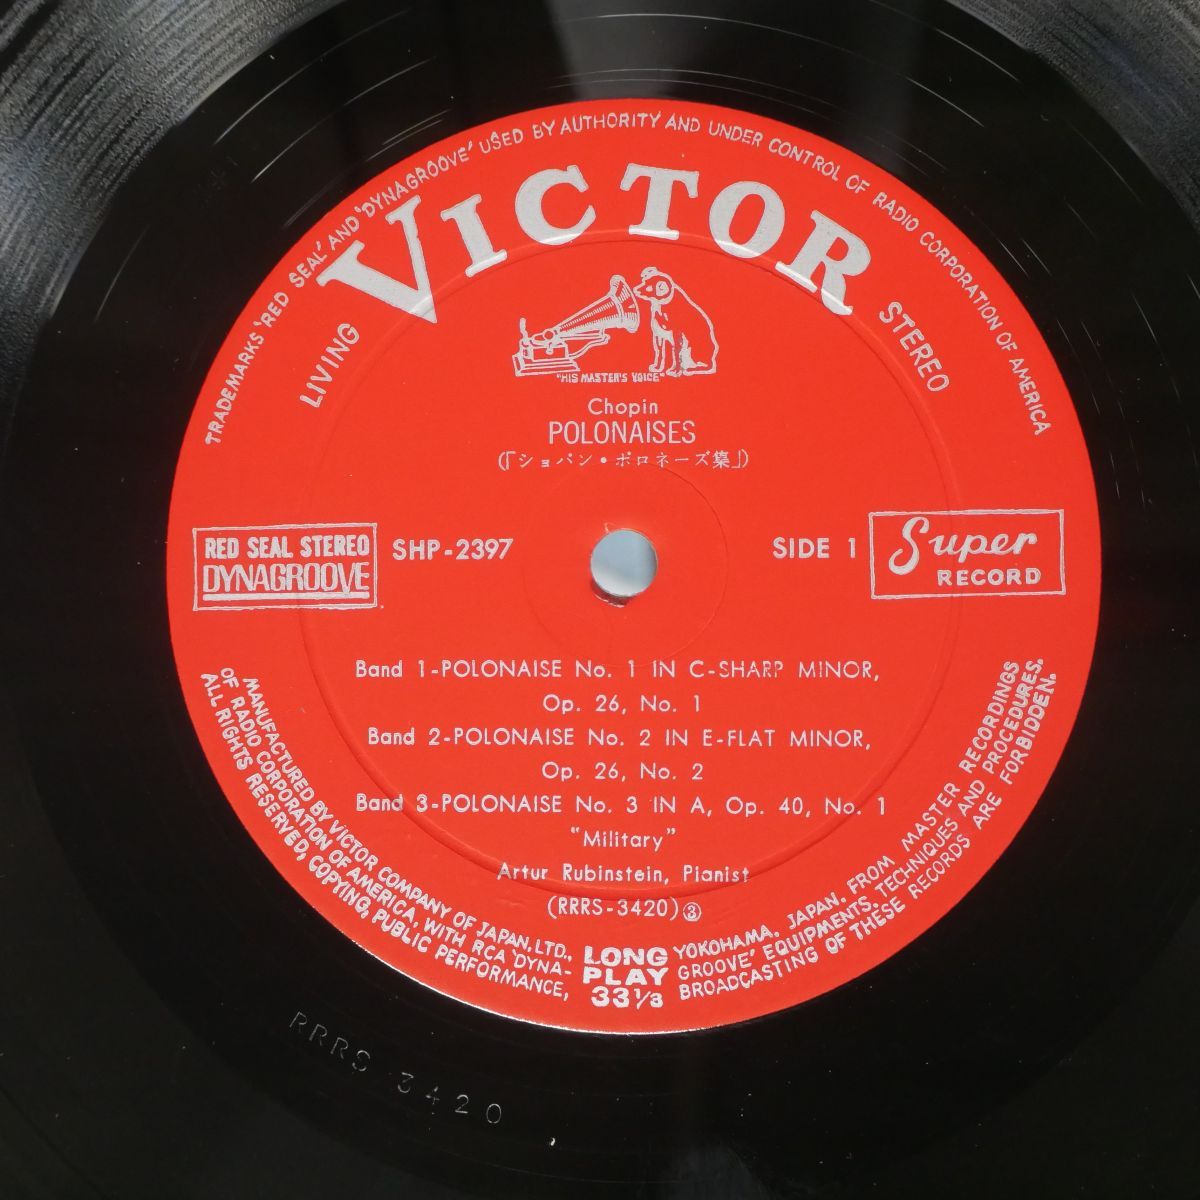 TRADEMARKS 'RED SEAL' AND 'DYNAGROOVE' USED BY AUTHORITY AND UNDER CONTROL OF RADIO CORPORATION OF AMERICA
LIVING
VICTOR
STEREO
"HIS MASTER'S VOICE"
Chopin
POLONAISES
(『ショパン・ポロネーズ集』)
RED SEAL STEREO
DYNAGROOVE
SHP-2397
SIDE 1
Super
RECORD
Band 1-POLONAISE No. 1 IN C-SHARP MINOR,
Op. 26, No. 1
Band 2-POLONAISE No. 2 IN E-FLAT MINOR,
Op. 26, No. 2
Band 3-POLONAISE No. 3 IN A, Op. 40, No. 1
"Military"
Artur Rubinstein, Pianist
(RRRS-3420)③
MANUFACTURED BY VICTOR COMPANY OF JAPAN, LTD., YOKOHAMA, JAPAN, FROM MASTER RECORDINGS
OF RADIO CORPORATION OF AMERICA, WITH RCA 'DYNA-GROOVE' EQUIPMENTS, TECHNIQUES AND PROCEDURES.
ALL RIGHTS RESERVED, COPYING, PUBLIC PERFORMANCE, BROADCASTING OF THESE RECORDS ARE FORBIDDEN.
LONG
PLAY
33 1/3
RRRS 3420